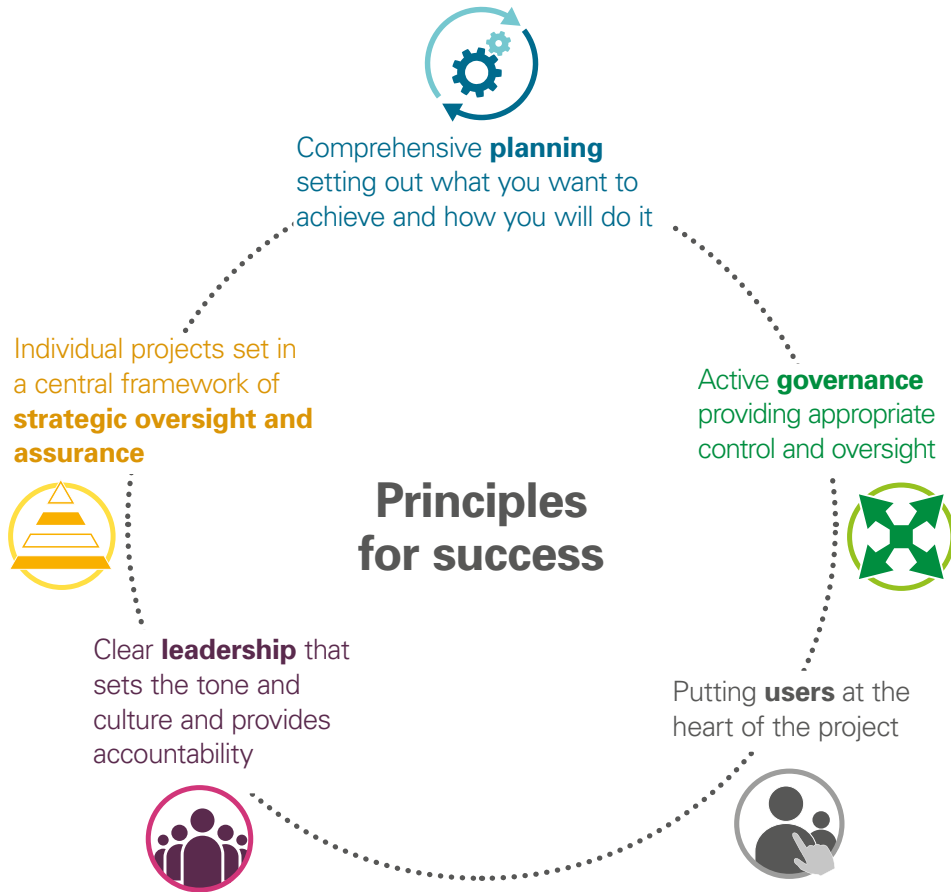 Comprehensive planning
setting out what you want to
achieve and how you will do it
Individual projects set in
a central framework of
strategic oversight and
assurance
Active governance
providing appropriate
control and oversight
Principles
for success
Clear leadership that
sets the tone and
culture and provides
accountability
Putting users at the
heart of the project